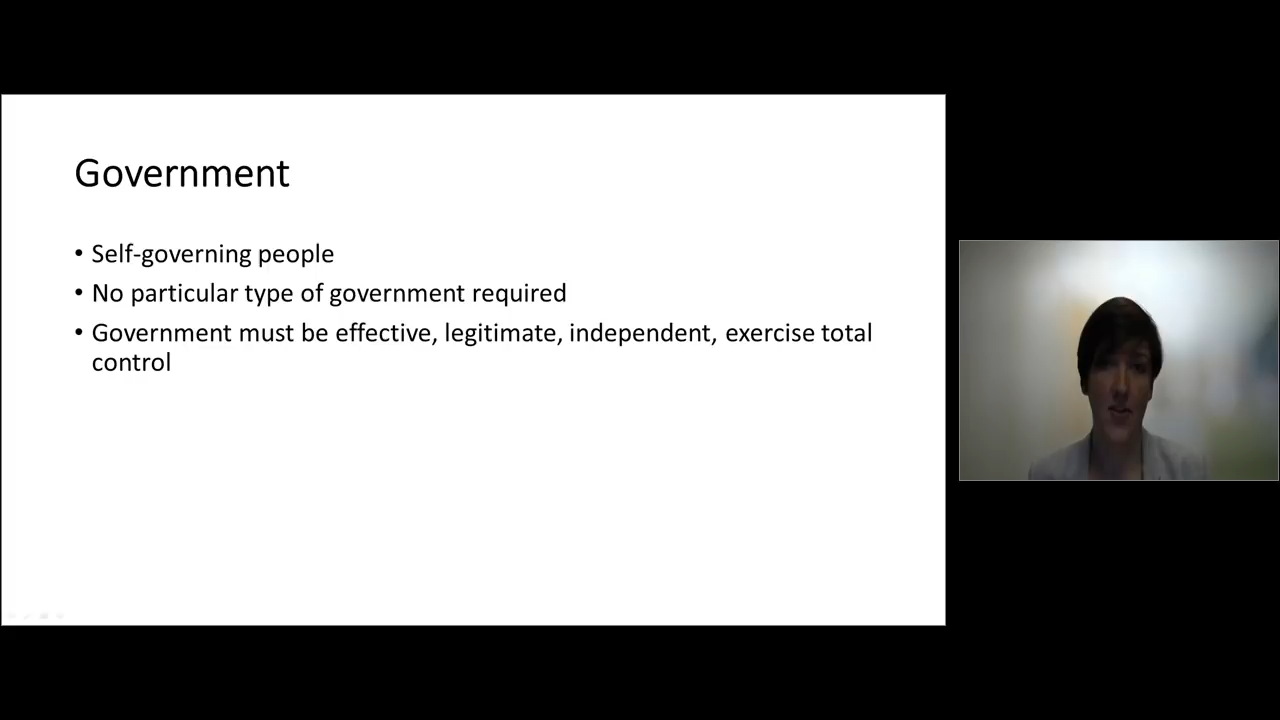 Government
• Self-governing people
• No particular type of government required
• Government must be effective, legitimate, independent, exercise total
control